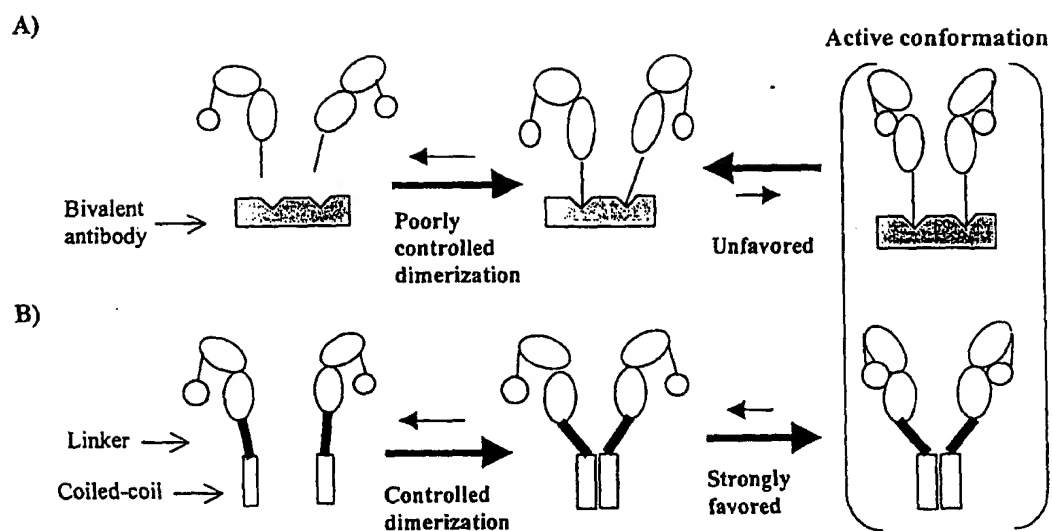 A)
Active conformation
Bivalent
antibody
Poorly
controlled
dimerization
Unfavored
B)
Linker
Coiled-coil
Controlled
dimerization
Strongly
favored